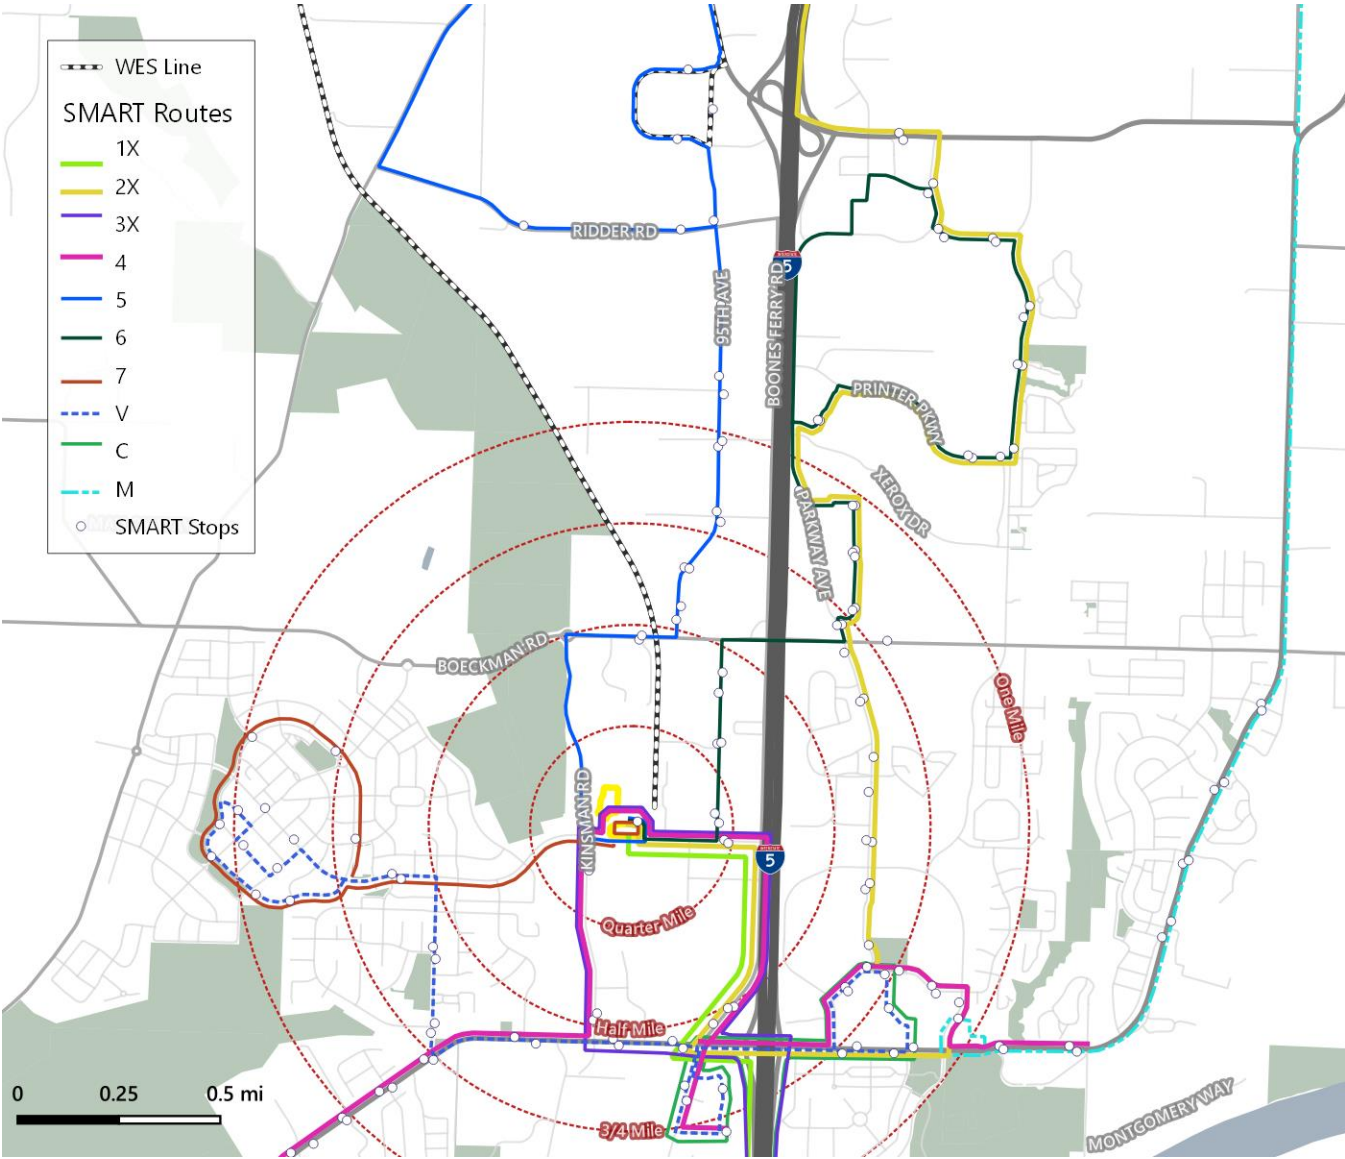 WES Line
SMART Routes
1X
2X
3X
4
5
6
7
V
C
M
SMART Stops
RIDDER RD
5
95TH AVE
BOONES FERRY RD
PRINTER PKWY
XEROX DR
PARKWAY AVE
BOECKMAN RD
One Mile
KINSMAN RD
5
Quarter Mile
Half Mile
3/4 Mile
MONTGOMERY WAY
0 0.25 0.5 mi